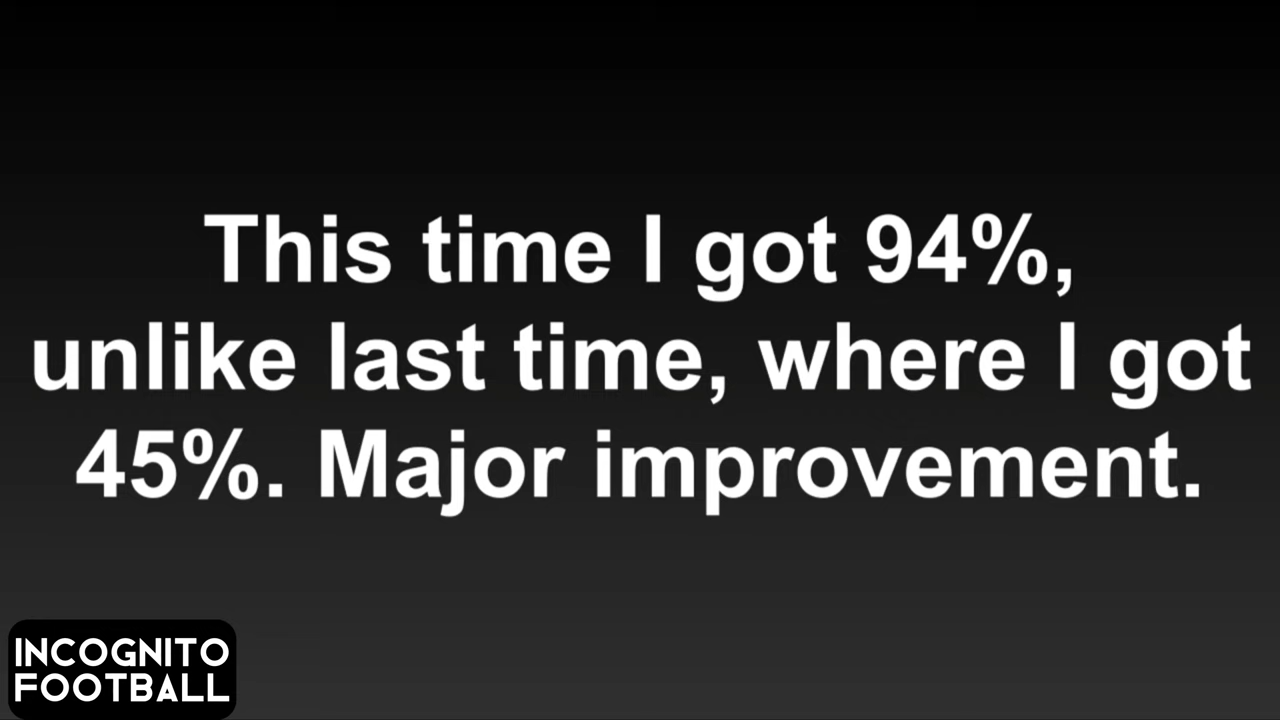 This time I got 94%,
unlike last time, where I got
45%. Major improvement.
INCOGNITO
FOOTBALL